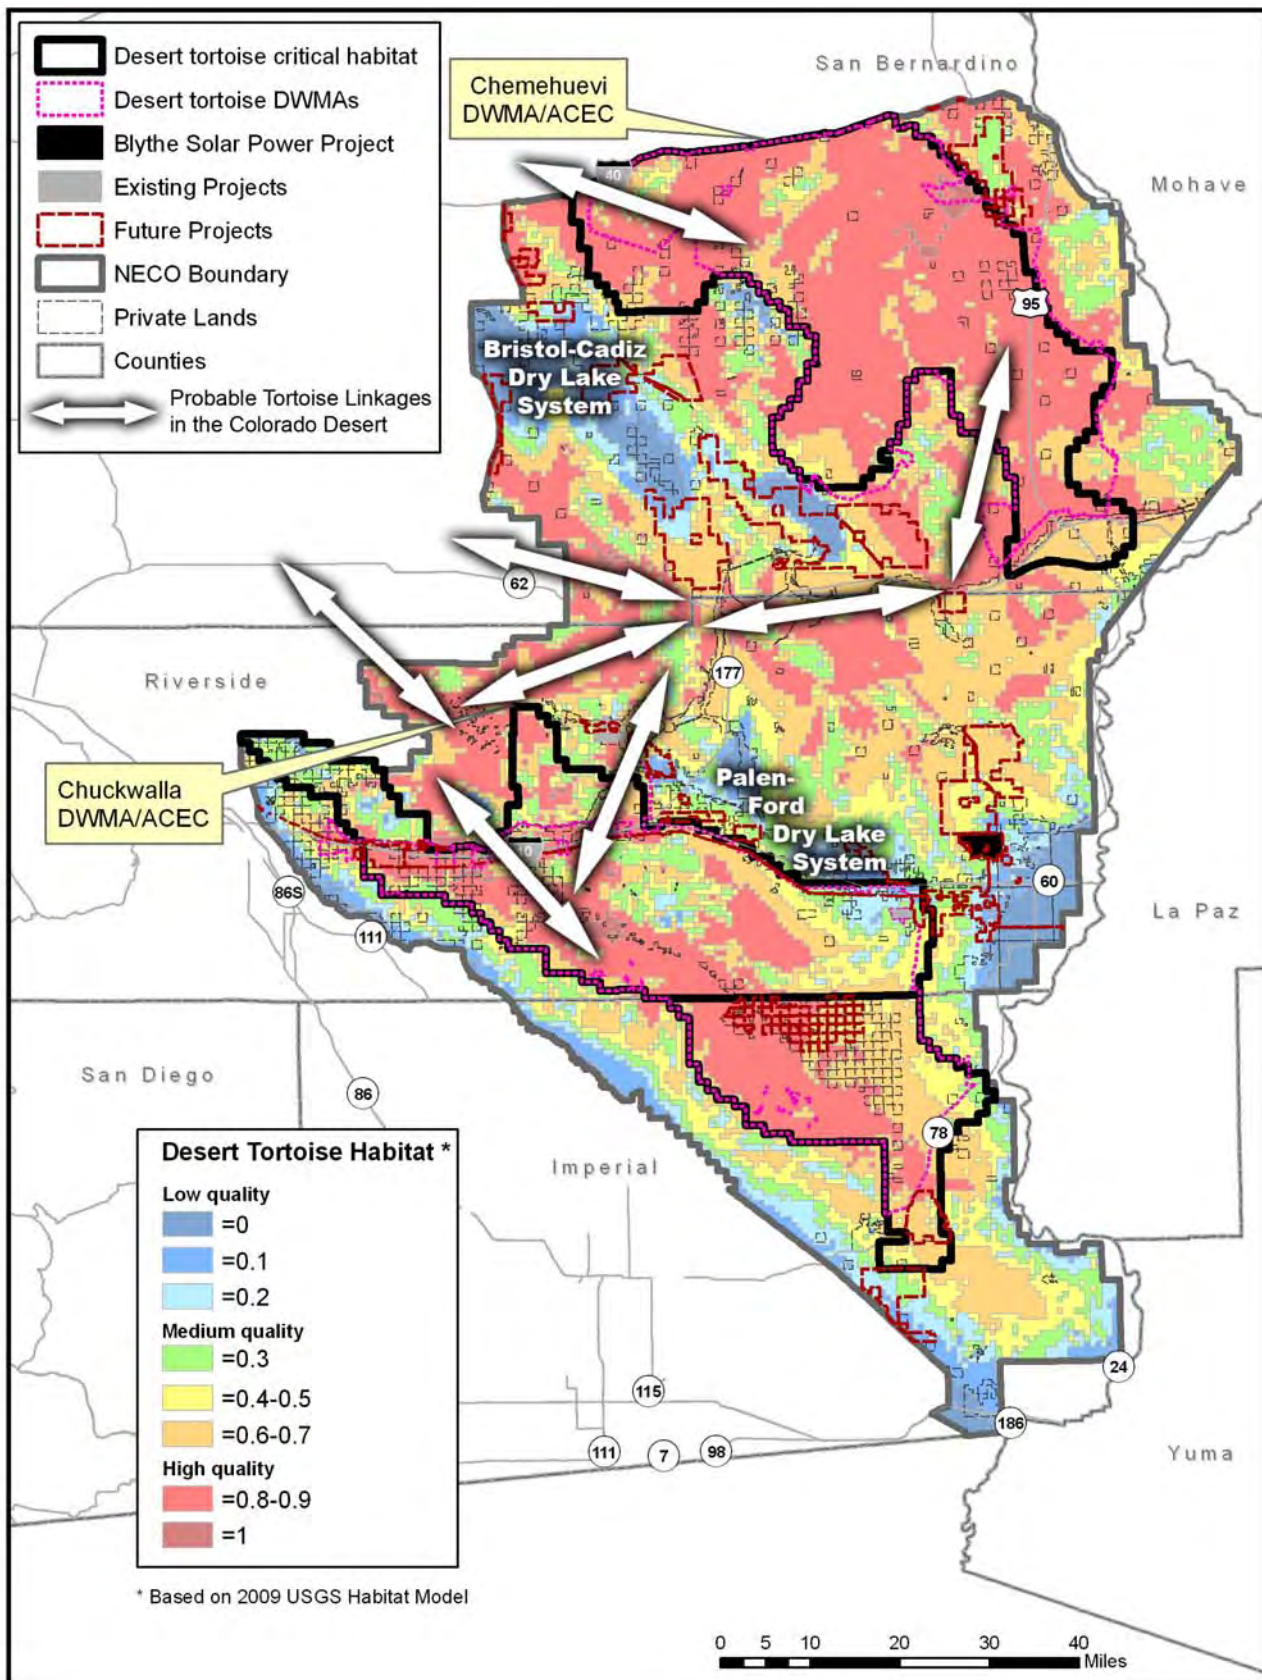 Desert tortoise critical habitat
Desert tortoise DWMAs
Blythe Solar Power Project
Existing Projects
Future Projects
NECO Boundary
Private Lands
Counties
Probable Tortoise Linkages
in the Colorado Desert
Chemehuevi
DWMA/ACEC
San Bernardino
Mohave
40
95
Bristol-Cadiz
Dry Lake
System
62
177
Riverside
Chuckwalla
DWMA/ACEC
Palen-
Ford
Dry Lake
System
10
60
86S
111
La Paz
San Diego
86
78
Imperial
Desert Tortoise Habitat *
Low quality
=0
=0.1
=0.2
Medium quality
=0.3
=0.4-0.5
=0.6-0.7
High quality
=0.8-0.9
=1
24
115
186
111
7
98
Yuma
* Based on 2009 USGS Habitat Model
0 5 10 20 30 40
Miles